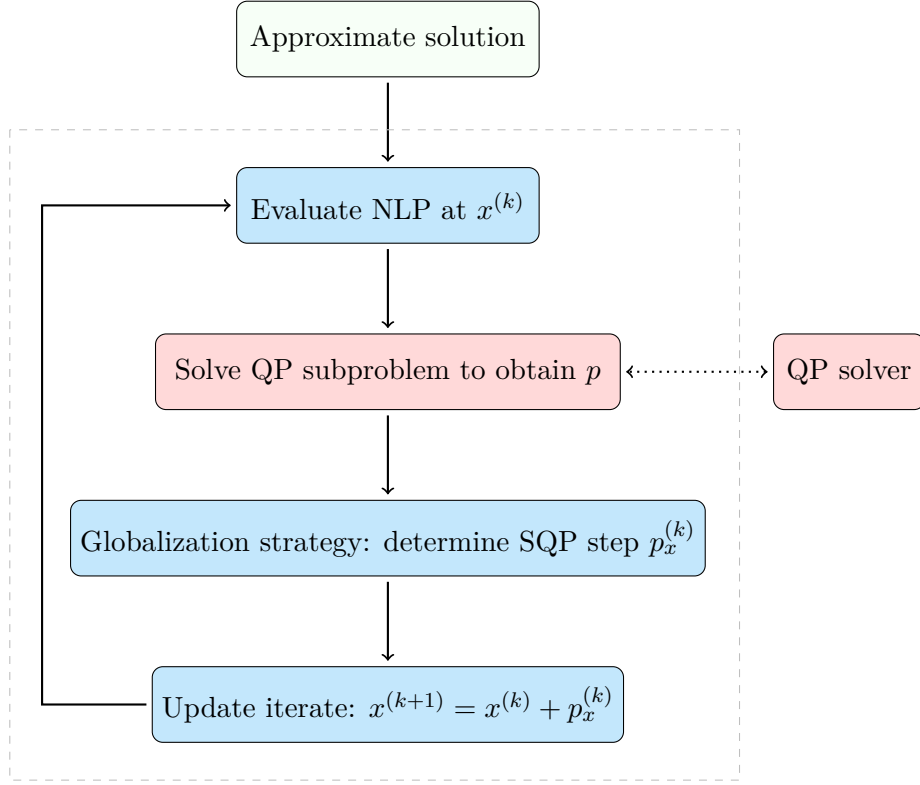 Approximate solution
Evaluate NLP at $x^{(k)}$
Solve QP subproblem to obtain $p$
QP solver
Globalization strategy: determine SQP step $p_x^{(k)}$
Update iterate: $x^{(k+1)} = x^{(k)} + p_x^{(k)}$